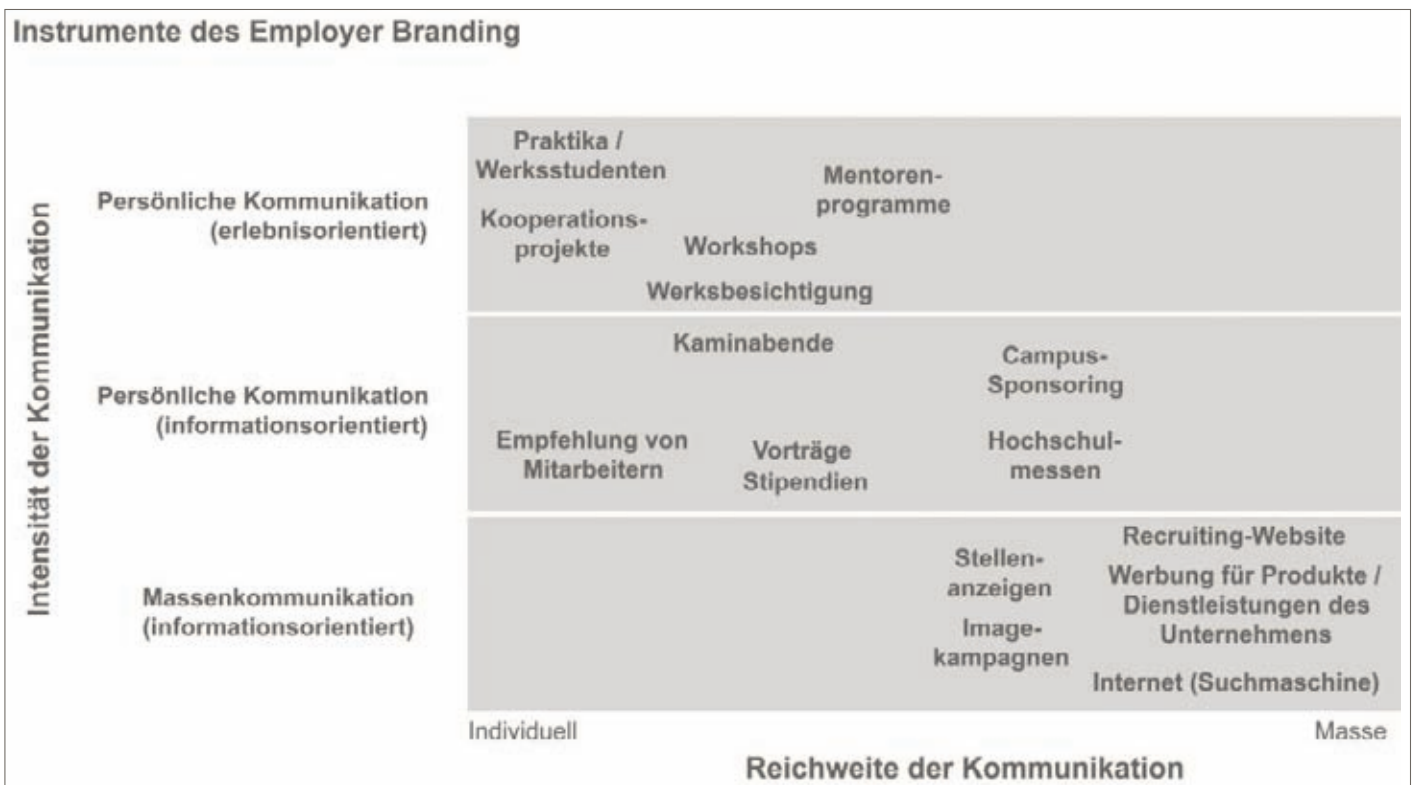 Instrumente des Employer Branding
Intensität der Kommunikation
Persönliche Kommunikation
(erlebnisorientiert)
Praktika /
Werksstudenten
Mentoren-
programme
Kooperations-
projekte
Workshops
Werksbesichtigung
Persönliche Kommunikation
(informationsorientiert)
Kaminabende
Campus-
Sponsoring
Empfehlung von
Mitarbeitern
Vorträge
Stipendien
Hochschul-
messen
Massenkommunikation
(informationsorientiert)
Stellen-
anzeigen
Image-
kampagnen
Recruiting-Website
Werbung für Produkte /
Dienstleistungen des
Unternehmens
Internet (Suchmaschine)
Individuell
Masse
Reichweite der Kommunikation